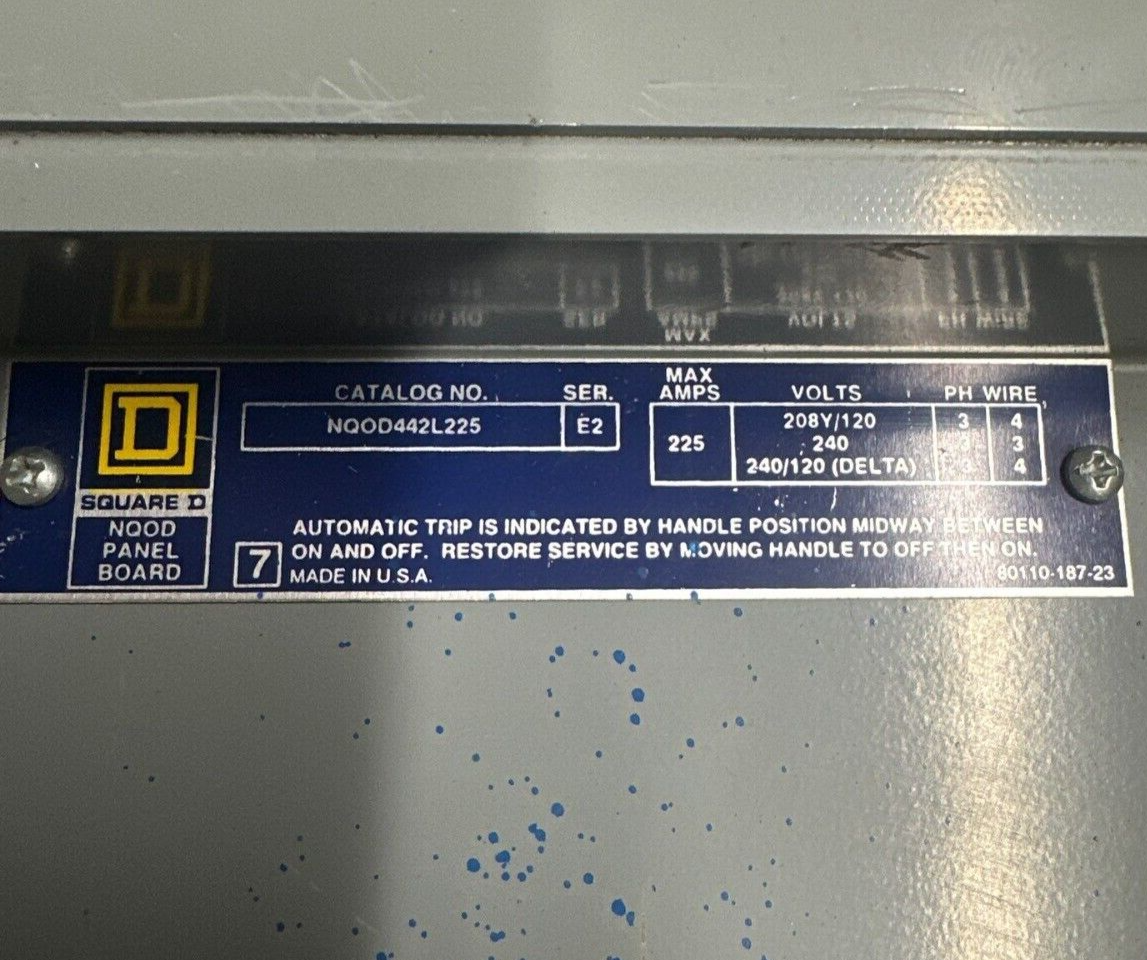 CATALOG NO. SER.
NQOD442L225 E2
MAX
AMPS VOLTS PH WIRE
208Y/120 3 4
225 240 3 3
240/120 (DELTA) 3 4
D
SQUARE D
NQOD
PANEL
BOARD
AUTOMATIC TRIP IS INDICATED BY HANDLE POSITION MIDWAY BETWEEN
ON AND OFF. RESTORE SERVICE BY MOVING HANDLE TO OFF THEN ON.
7 MADE IN U.S.A. 80110-187-23